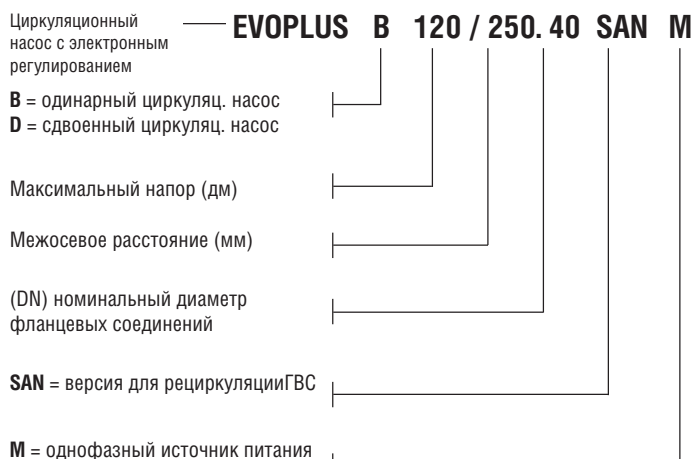 Циркуляционный
насос с электронным
регулированием
EVOPLUS B 120 / 250. 40 SAN M
B = одинарный циркуляц. насос
D = сдвоенный циркуляц. насос
Максимальный напор (дм)
Межосевое расстояние (мм)
(DN) номинальный диаметр
фланцевых соединений
SAN = версия для рециркуляцииГВС
M = однофазный источник питания